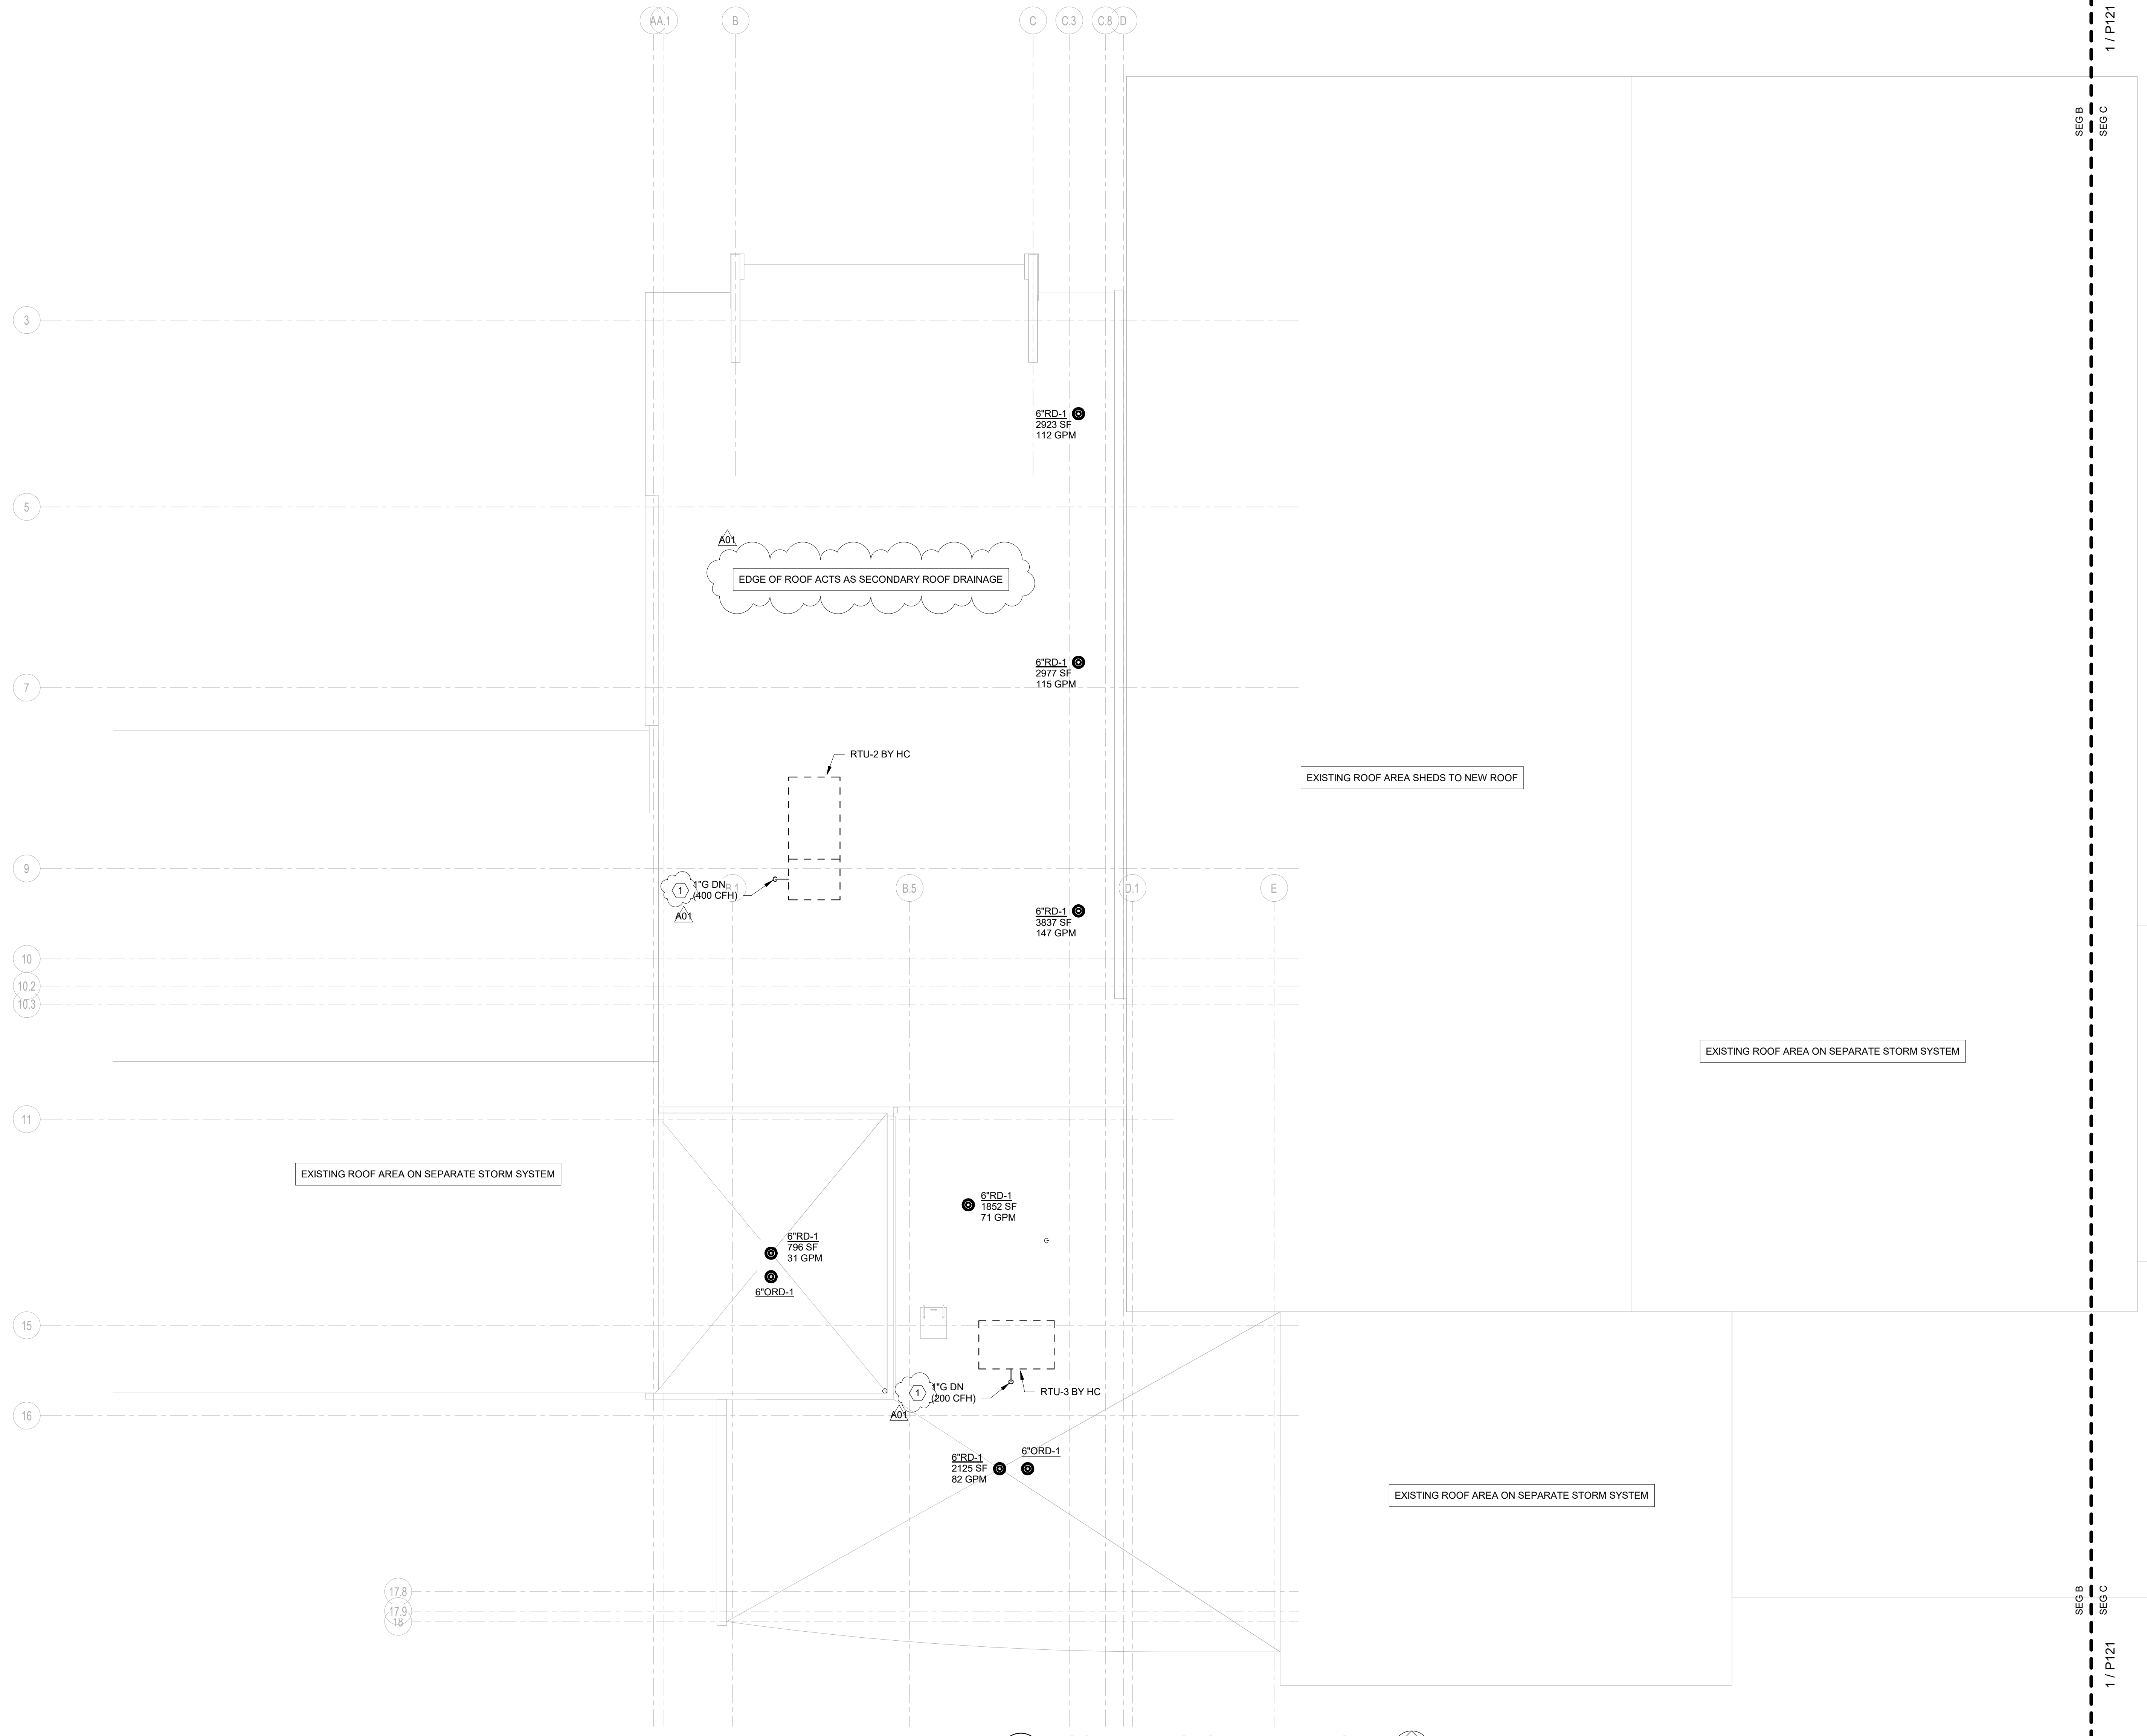 A
A.1
B
C
C.3
C.8
D
1 / P121
SEG B
SEG C
3
6"RD-1
2923 SF
112 GPM
5
A01
EDGE OF ROOF ACTS AS SECONDARY ROOF DRAINAGE
6"RD-1
2977 SF
115 GPM
7
RTU-2 BY HC
EXISTING ROOF AREA SHEDS TO NEW ROOF
9
1
1"G DN
(400 CFH)
A01
B.1
B.5
D.1
E
6"RD-1
3837 SF
147 GPM
10
10.2
10.3
EXISTING ROOF AREA ON SEPARATE STORM SYSTEM
11
EXISTING ROOF AREA ON SEPARATE STORM SYSTEM
6"RD-1
1852 SF
71 GPM
6"RD-1
796 SF
31 GPM
6"ORD-1
15
1
1"G DN
(200 CFH)
RTU-3 BY HC
A01
16
6"RD-1
2125 SF
82 GPM
6"ORD-1
EXISTING ROOF AREA ON SEPARATE STORM SYSTEM
17.8
17.9
18
SEG B
SEG C
1 / P121